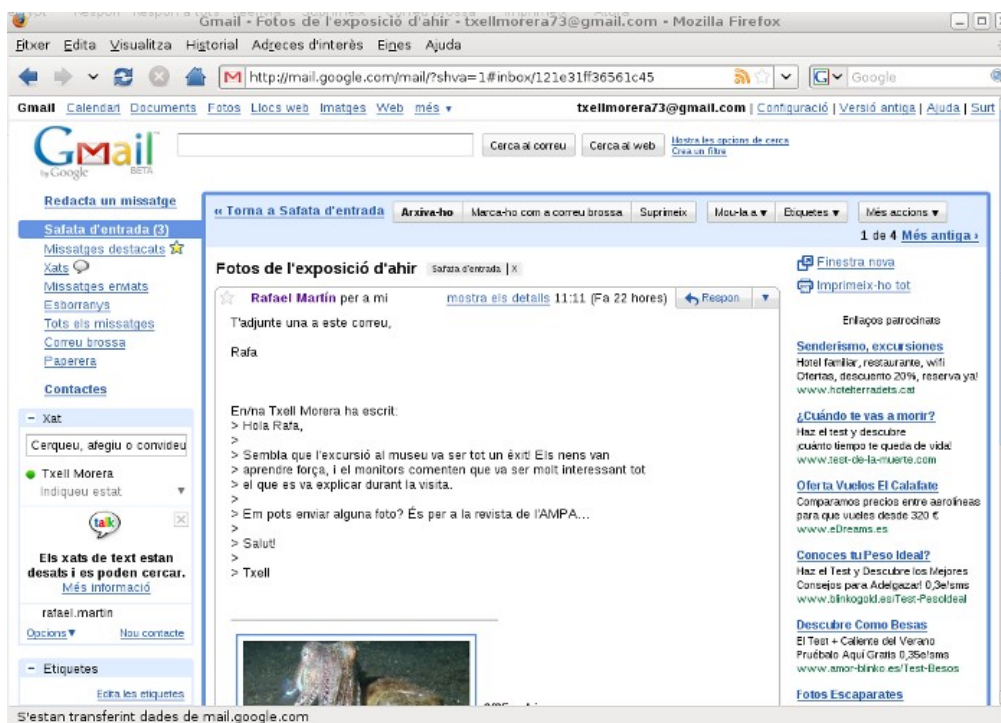 Gmail - Fotos de l'exposició d'ahir - txellmorera73@gmail.com - Mozilla Firefox
Fitxer Edita Visualitza Historial Adreces d'interès Eines Ajuda
http://mail.google.com/mail/?shva=1#inbox/121e31ff36561c45
Google
Gmail Calendari Documents Fotos Llocs web Imatges Web més
txellmorera73@gmail.com | Configuració | Versió antiga | Ajuda | Surt
Gmail
by Google BETA
Cerca al correu
Cerca al web
Mostra les opcions de cerca
Crea un filtre
Redacta un missatge
Safata d'entrada (3)
Missatges destacats
Xats
Missatges enviats
Esborranys
Tots els missatges
Correu brossa
Paperera
Contactes
- Xat
Cerqueu, afegiu o convideu
Txell Morera
Indiqueu estat
talk
Els xats de text estan
desats i es poden cercar.
Més informació
rafael.martin
Opcions Nou contacte
- Etiquetes
Edita les etiquetes
« Torna a Safata d'entrada Arxiva-ho Marca-ho com a correu brossa Suprimeix Mou-la a Etiquetes Més accions
1 de 4 Més antiga ›
Fotos de l'exposició d'ahir Safata d'entrada | X
Rafael Martín per a mi mostra els detalls 11:11 (Fa 22 hores) Respon
T'adjunte una a este correu,
Rafa
En/na Txell Morera ha escrit:
> Hola Rafa,
>
> Sembla que l'excursió al museu va ser tot un èxit! Els nens van
> aprendre força, i el monitors comenten que va ser molt interessant tot
> el que es va explicar durant la visita.
>
> Em pots enviar alguna foto? És per a la revista de l'AMPA...
>
> Salut!
>
> Txell
Finestra nova
Imprimeix-ho tot
Enllaços patrocinats
Senderismo, excursiones
Hotel familiar, restaurante, wifi
Ofertas, descuento 20%, reserva ya!
www.hotelterradets.cat
¿Cuándo te vas a morir?
Haz el test y descubre
¡cuánto tiempo te queda de vida!
www.test-de-la-muerte.com
Oferta Vuelos El Calafate
Comparamos precios entre aerolíneas
para que vueles desde 320 €
www.eDreams.es
Conoces tu Peso Ideal?
Haz el Test y Descubre los Mejores
Consejos para Adelgazar! 0,3e/sms
www.blinkogold.es/Test-PesoIdeal
Descubre Como Besas
El Test + Caliente del Verano
Pruébalo Aquí Gratis 0,35e/sms
www.amor-blinko.es/Test-Besos
Fotos Escaparates
S'estan transferint dades de mail.google.com